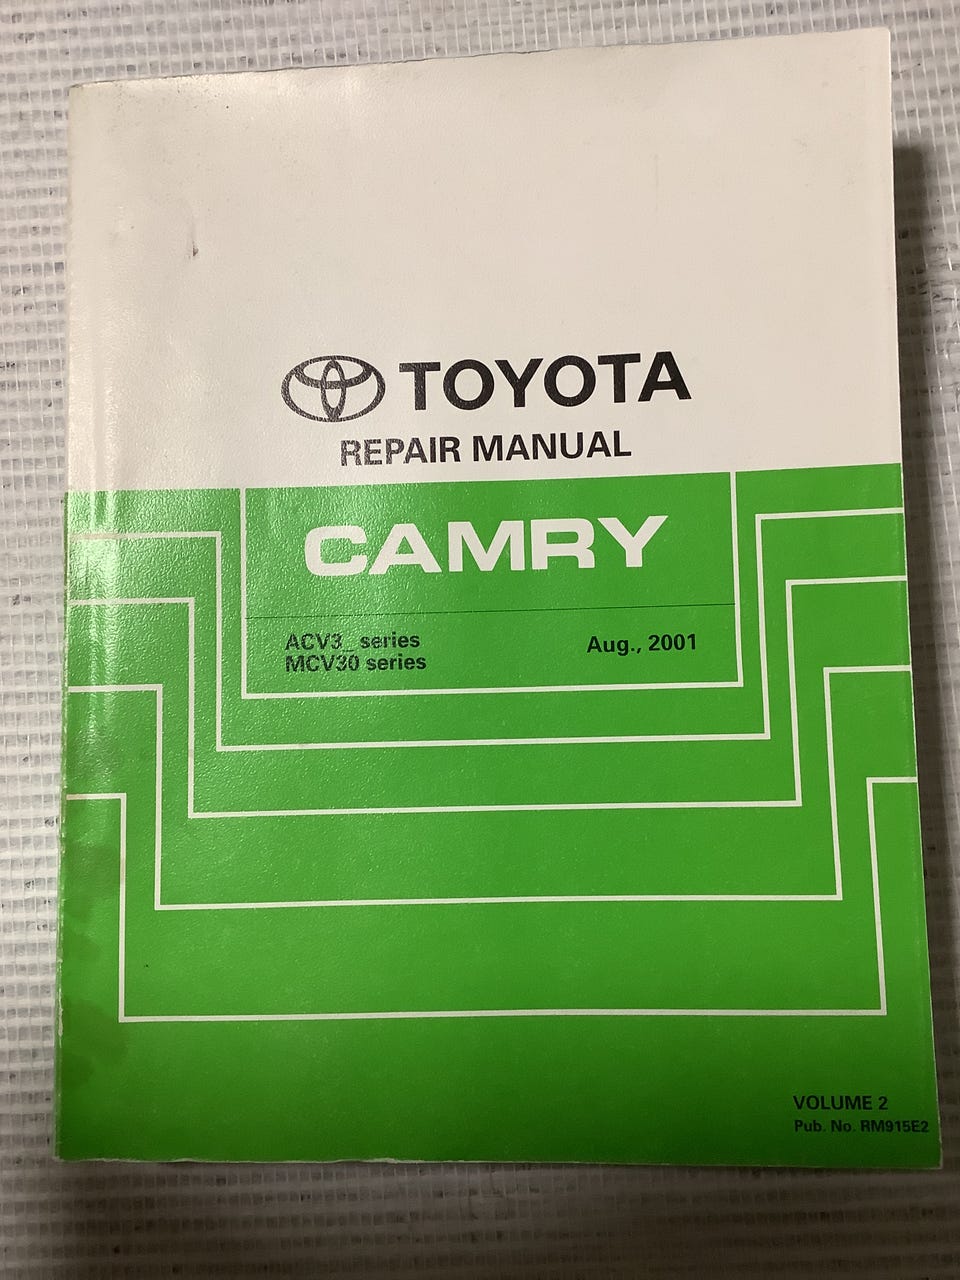 TOYOTA
REPAIR MANUAL
CAMRY
ACV3_ series
MCV30 series
Aug., 2001
VOLUME 2
Pub. No. RM915E2